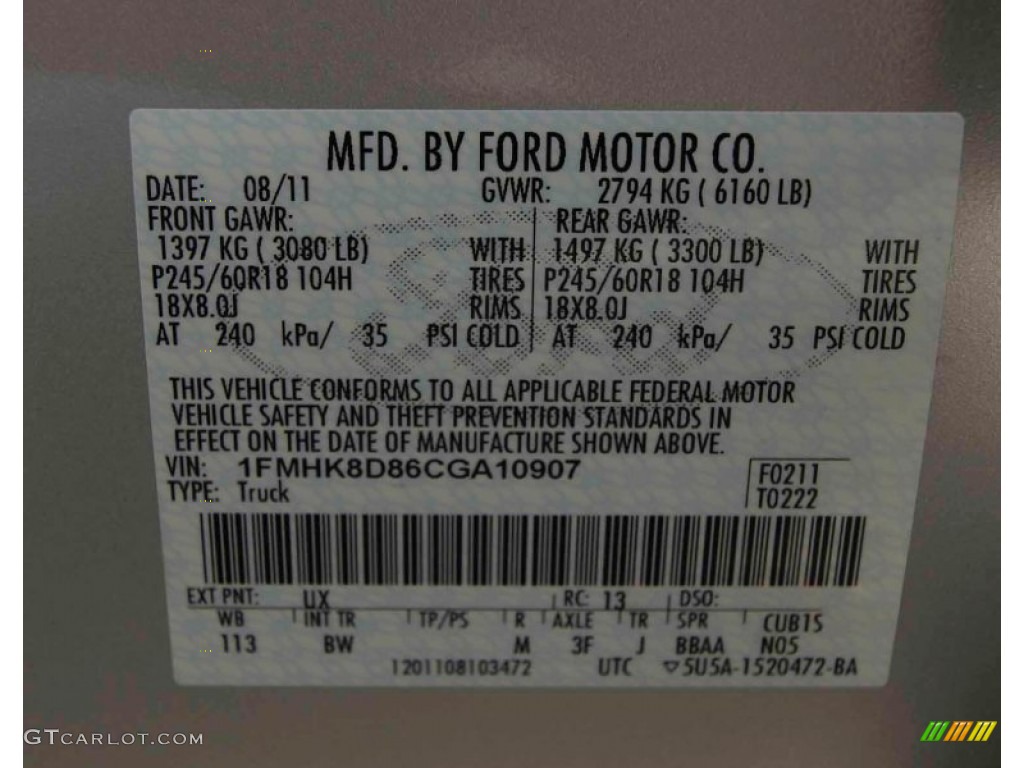 MFD. BY FORD MOTOR CO.
DATE: 08/11 GVWR: 2794 KG ( 6160 LB)
FRONT GAWR: REAR GAWR:
1397 KG ( 3080 LB) WITH 1497 KG ( 3300 LB) WITH
P245/60R18 104H TIRES P245/60R18 104H TIRES
18X8.0J RIMS 18X8.0J RIMS
AT 240 kPa/ 35 PSI COLD AT 240 kPa/ 35 PSI COLD
THIS VEHICLE CONFORMS TO ALL APPLICABLE FEDERAL MOTOR
VEHICLE SAFETY AND THEFT PREVENTION STANDARDS IN
EFFECT ON THE DATE OF MANUFACTURE SHOWN ABOVE.
VIN: 1FMHK8D86CGA10907 F0211
TYPE: Truck T0222
EXT PNT: UX RC: 13 DSO:
WB INT TR TP/PS R AXLE TR SPR CUB1S
113 BW M 3F J BBAA N05
1201108103472 UTC ▽5U5A-1520472-BA
GTCARLOT.COM